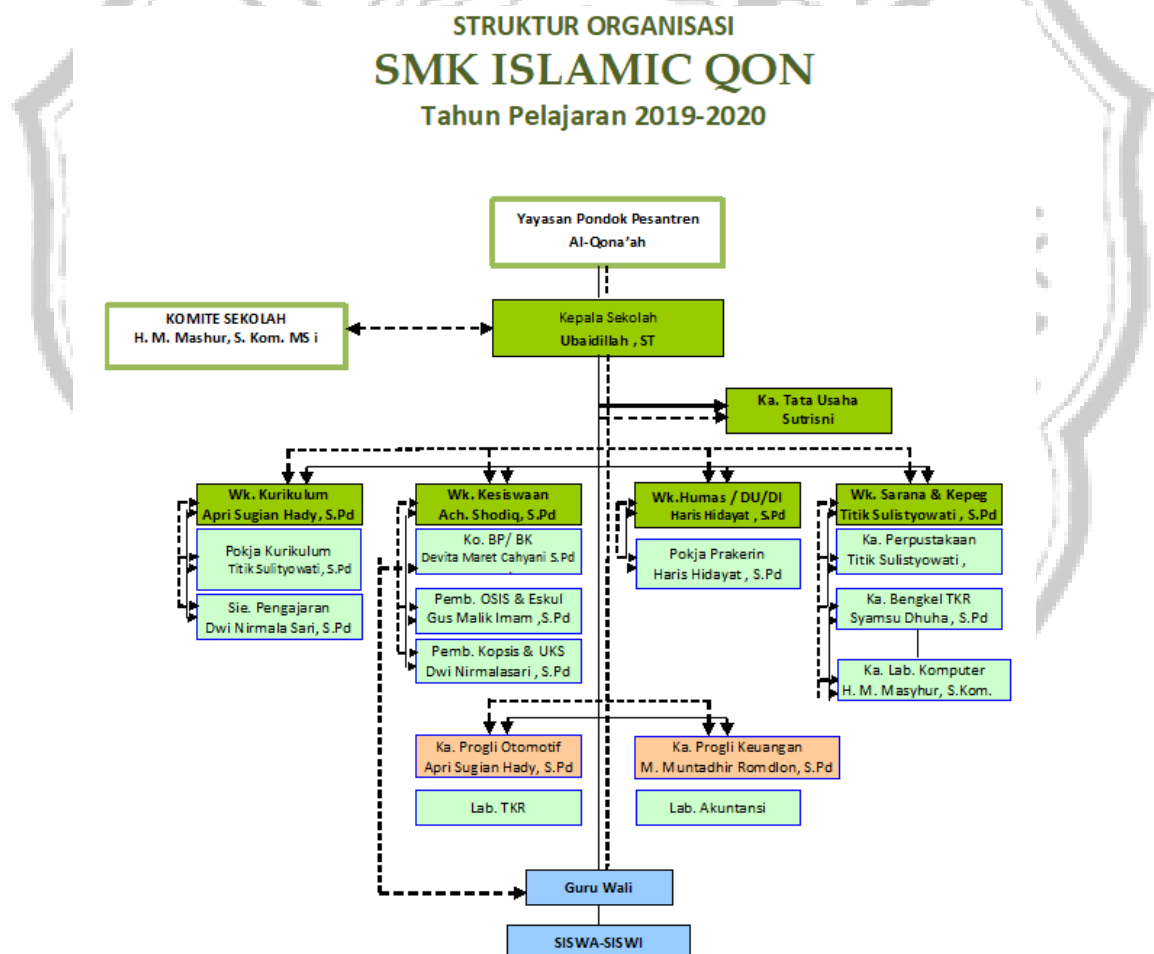 STRUKTUR ORGANISASI
SMK ISLAMIC QON
Tahun Pelajaran 2019-2020
Yayasan Pondok Pesantren
Al-Qona'ah
KOMITE SEKOLAH
H. M. Mashur, S. Kom. MS i
Kepala Sekolah
Ubaidillah , ST
Ka. Tata Usaha
Sutrisni
Wk. Kurikulum
Apri Sugian Hady, S.Pd
Pokja Kurikulum
Titik Sulityowati, S.Pd
Sie. Pengajaran
Dwi Nirmala Sari, S.Pd
Wk. Kesiswaan
Ach. Shodiq, S.Pd
Ko. BP/ BK
Devita Maret Cahyani S.Pd
Pemb. OSIS & Eskul
Gus Malik Imam ,S.Pd
Pemb. Kopsis & UKS
Dwi Nirmalasari , S.Pd
Wk.Humas / DU/DI
Haris Hidayat , S.Pd
Pokja Prakerin
Haris Hidayat , S.Pd
Wk. Sarana & Kepeg
Titik Sulistyowati , S.Pd
Ka. Perpustakaan
Titik Sulistyowati ,
Ka. Bengkel TKR
Syamsu Dhuha , S.Pd
Ka. Lab. Komputer
H. M. Masyhur, S.Kom.
Ka. Progli Otomotif
Apri Sugian Hady, S.Pd
Lab. TKR
Ka. Progli Keuangan
M. Muntadhir Romdlon, S.Pd
Lab. Akuntansi
Guru Wali
SISWA-SISWI